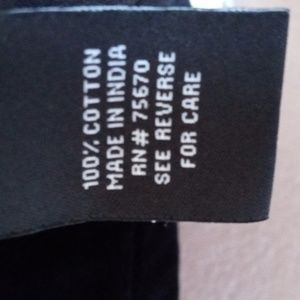 100% COTTON
MADE IN INDIA
RN# 75670
SEE REVERSE
FOR CARE